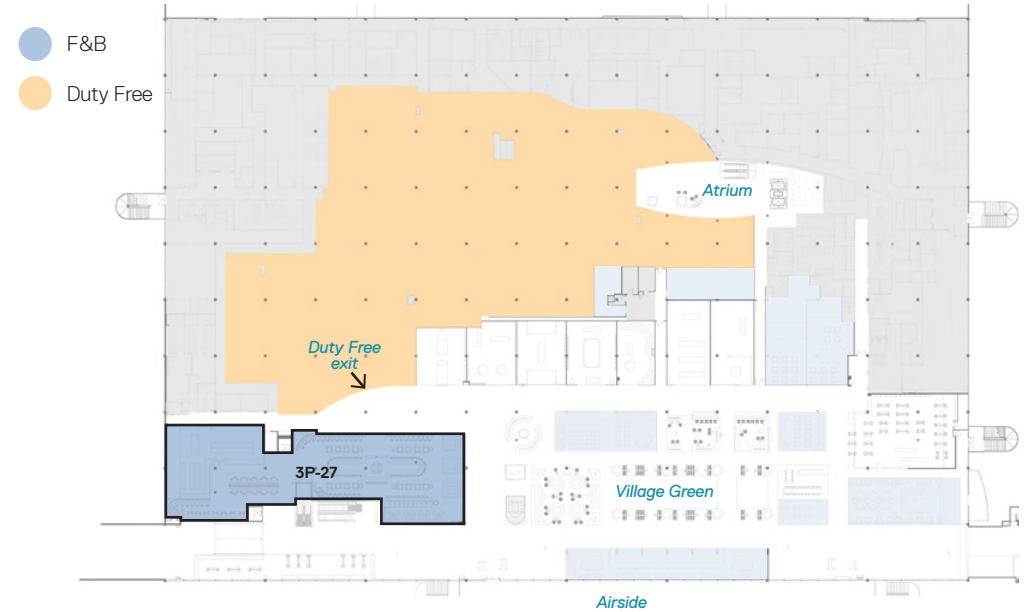 F&B
Duty Free
Atrium
Duty Free
exit
3P-27
Village Green
Airside